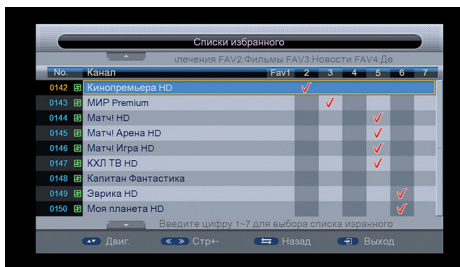 Списки избранного
лечения FAV2:Фильмы FAV3:Новости FAV4:Де
No. Канал Fav1 2 3 4 5 6 7
0142 Кинопремьера HD
0143 МИР Premium
0144 Матч! HD
0145 Матч! Арена HD
0146 Матч! Игра HD
0147 КХЛ ТВ HD
0148 Капитан Фантастика
0149 Эврика HD
0150 Моя планета HD
Введите цифру 1~7 для выбора списка изранного
Двиг. Стр+- Назад Выход